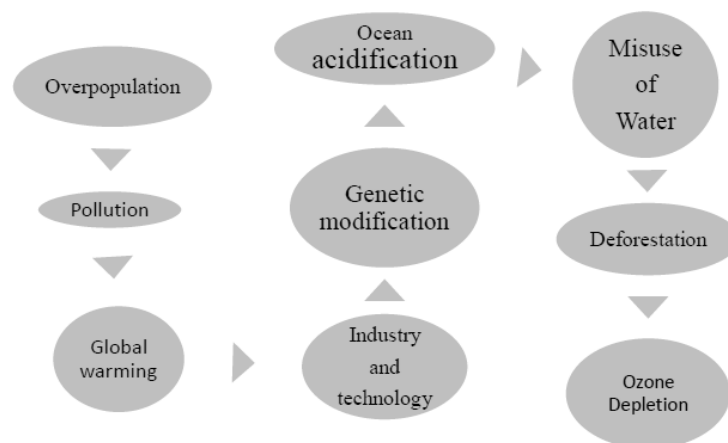 Overpopulation
Pollution
Global
warming
Industry
and
technology
Genetic
modification
Ocean
acidification
Misuse
of
Water
Deforestation
Ozone
Depletion